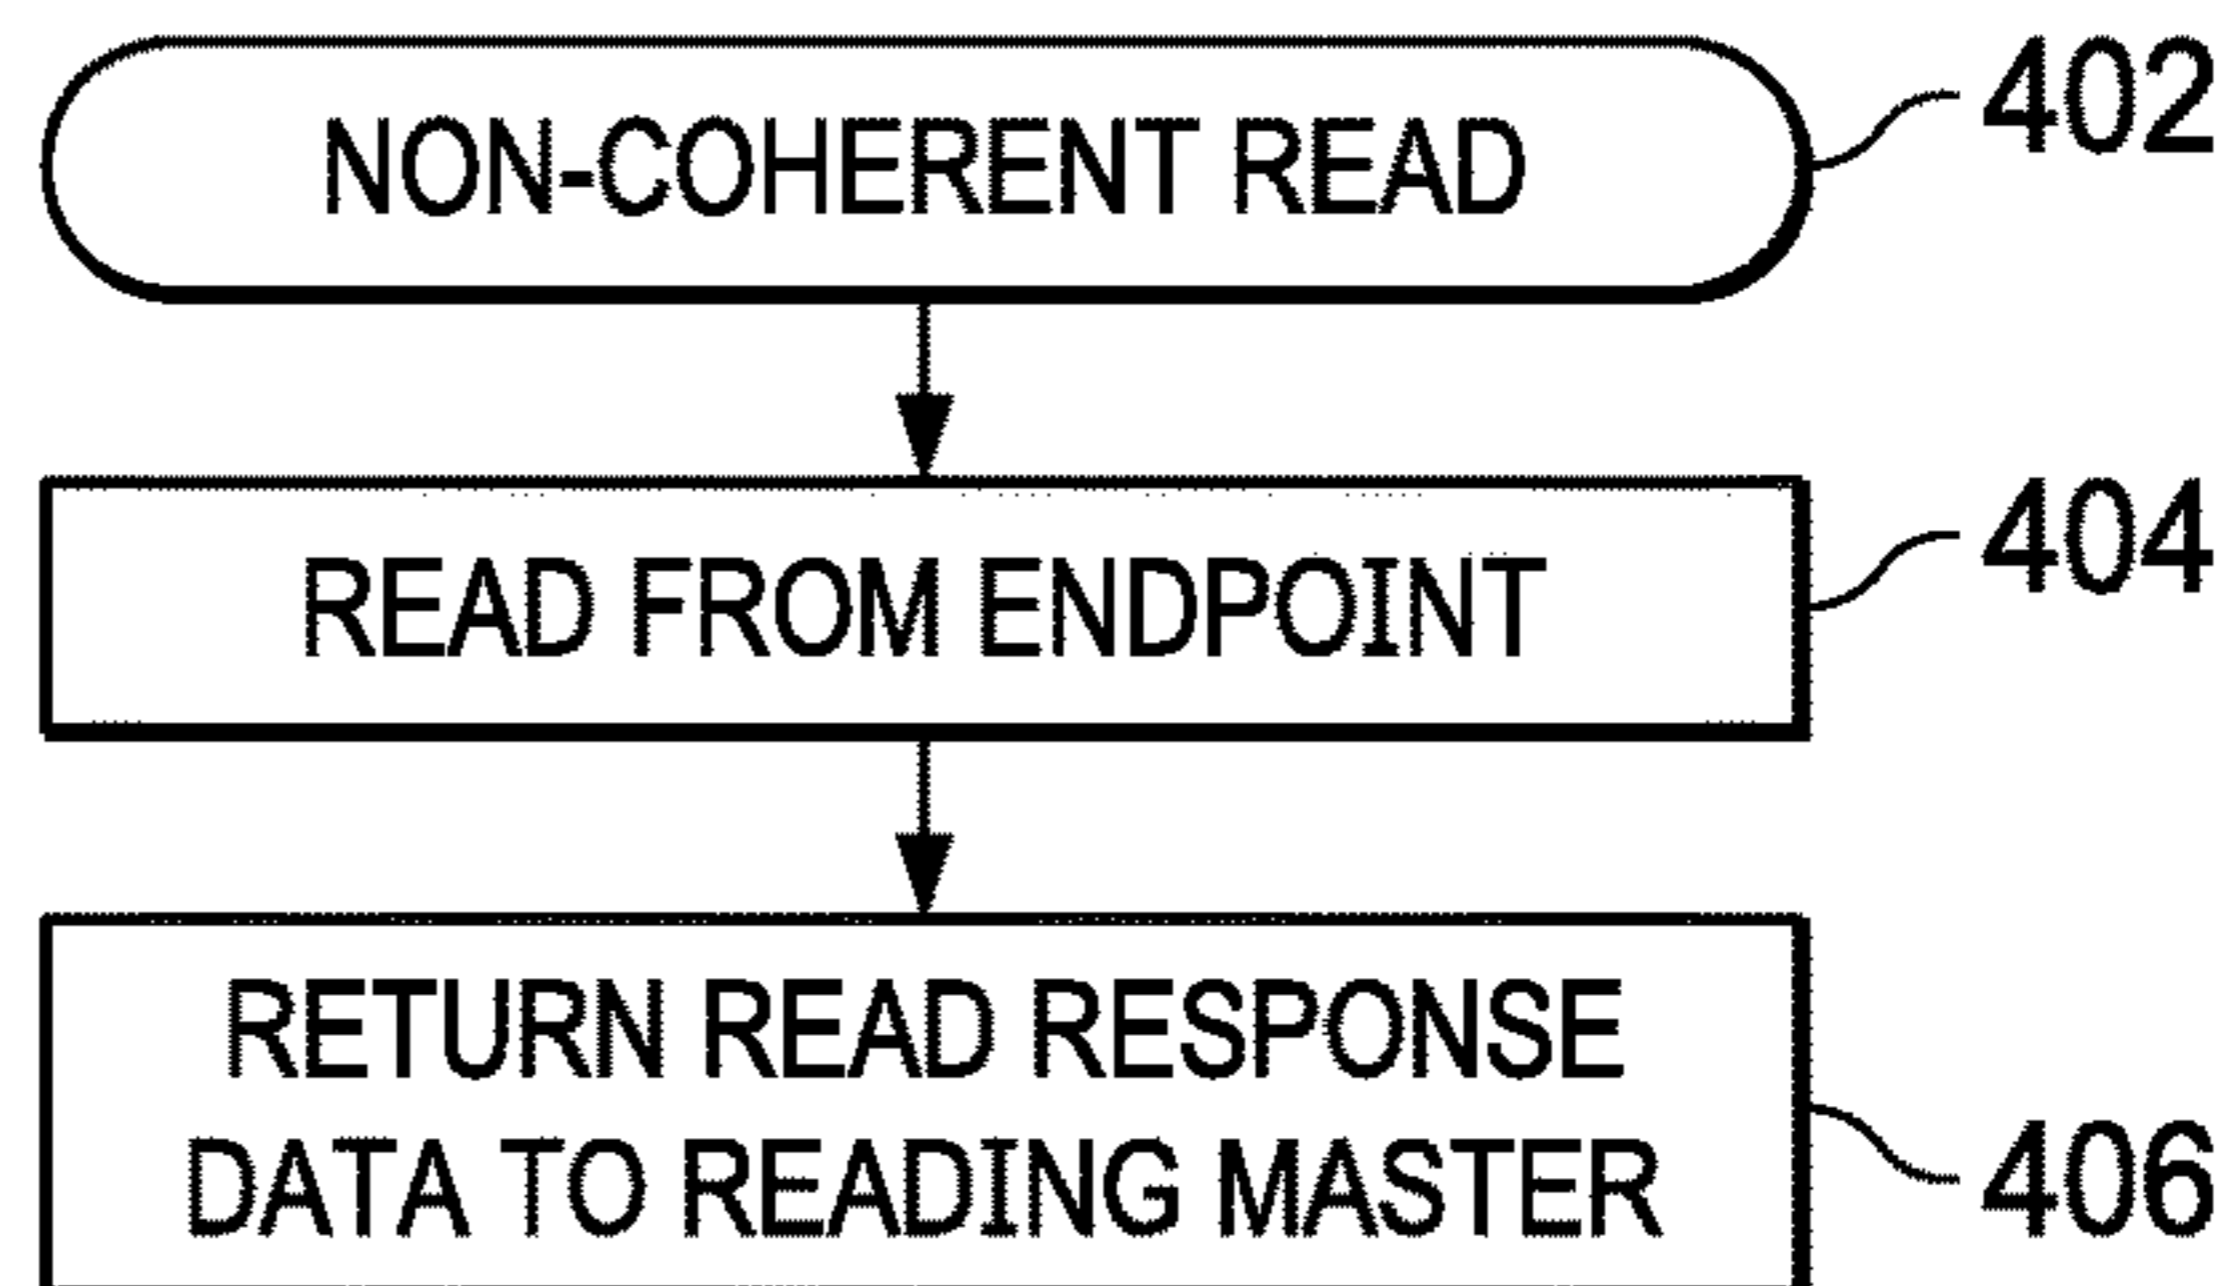 NON-COHERENT READ
402
READ FROM ENDPOINT
404
RETURN READ RESPONSE
DATA TO READING MASTER
406